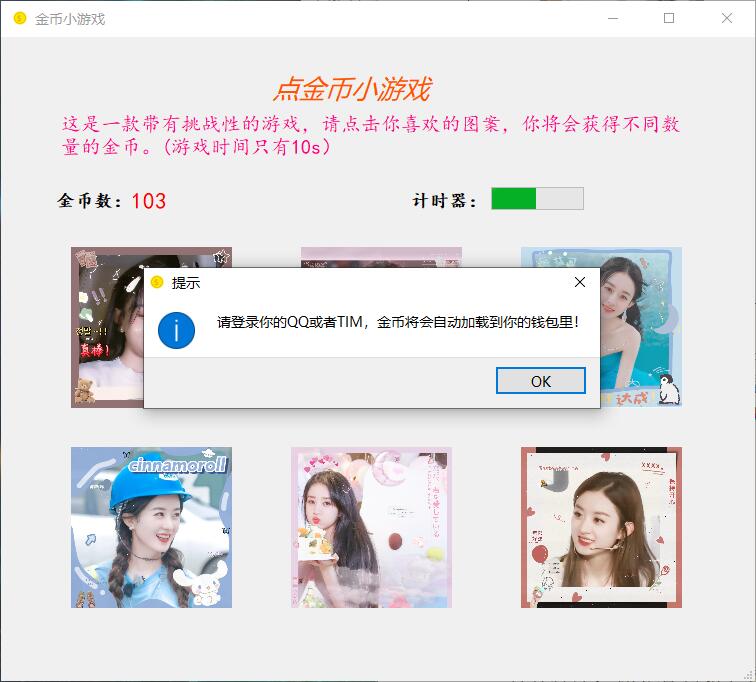 金币小游戏
点金币小游戏
这是一款带有挑战性的游戏，请点击你喜欢的图案，你将会获得不同数
量的金币。(游戏时间只有10s）
金币数：103
计时器：
提示
请登录你的QQ或者TIM，金币将会自动加载到你的钱包里！
OK
真棒！
达成！
cinnamoroll